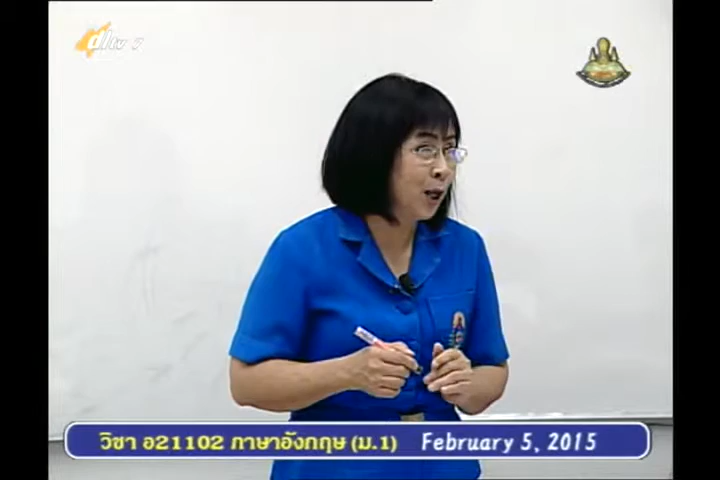 dltv 7
วิชา อ21102 ภาษาอังกฤษ (ม.1) February 5, 2015